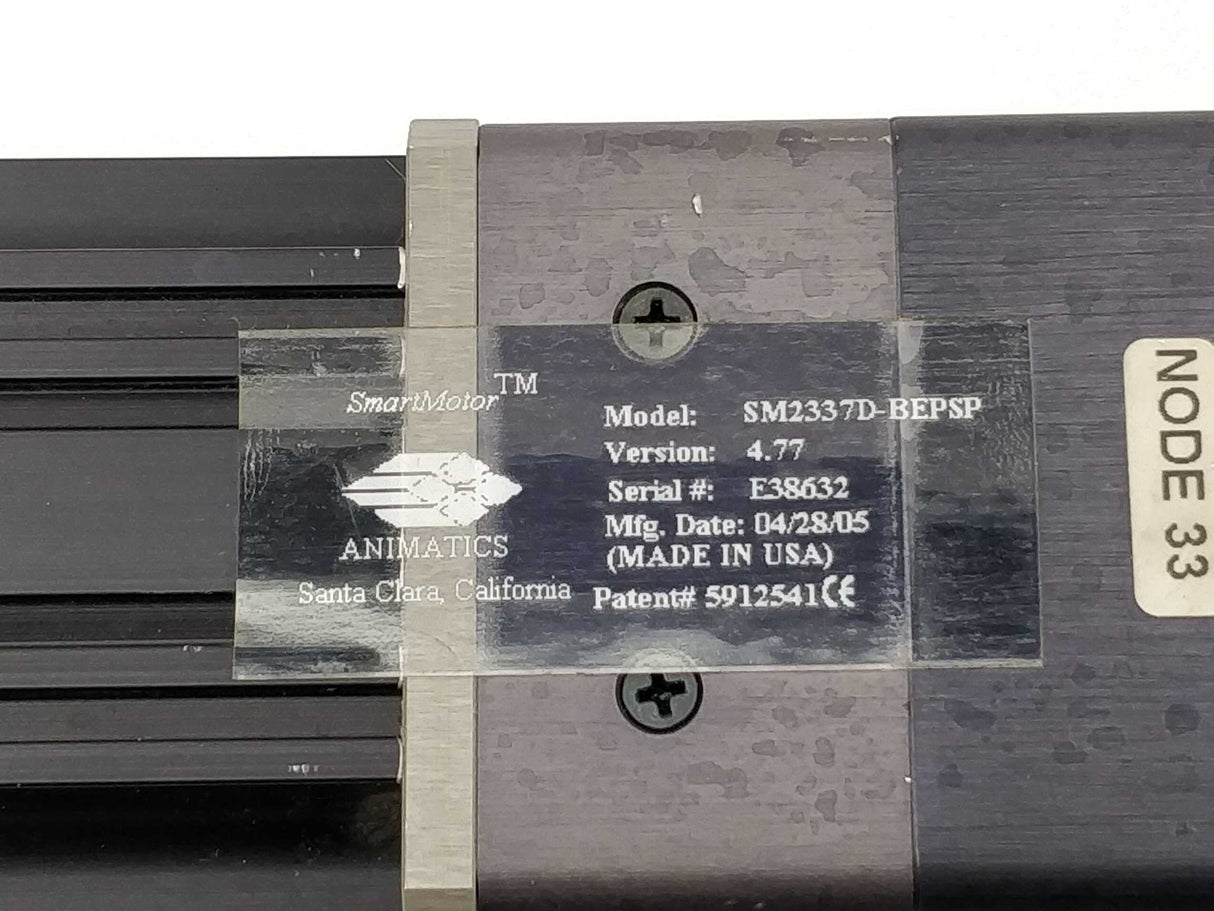 SmartMotor™
ANIMATICS
Santa Clara, California
Model: SM2337D-BEPSP
Version: 4.77
Serial #: E38632
Mfg. Date: 04/28/05
(MADE IN USA)
Patent# 5912541 CE
NODE 33